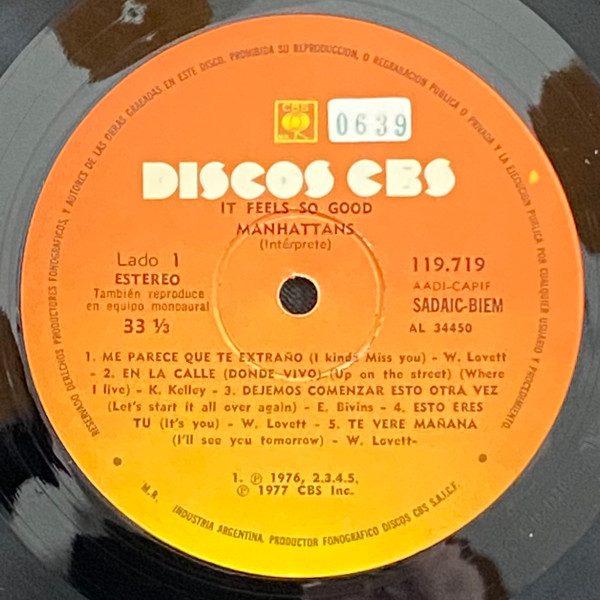 RESERVADO DERECHOS PRODUCTORES FONOGRAFICOS, Y AUTORES DE LAS OBRAS GRABADAS EN ESTE DISCO. PROHIBIDA SU REPRODUCCION, O REGRABACION PUBLICA O PRIVADA Y LA EJECUCION PUBLICA POR CUALQUIER USUARIO Y PROCEDIMIENTO.
CBS
0639
DISCOS CBS
IT FEELS SO GOOD
MANHATTANS
(Intérprete)
Lado 1
ESTEREO
También reproduce
en equipo monoaural
33 ⅓
119.719
AADI-CAPIF
SADAIC-BIEM
AL 34450
1. ME PARECE QUE TE EXTRAÑO (I kinda Miss you) - W. Lovett
- 2. EN LA CALLE (DONDE VIVO) (Up on the street) (Where
I live) - K. Kelley - 3. DEJEMOS COMENZAR ESTO OTRA VEZ
(Let's start it all over again) - E. Bivins - 4. ESTO ERES
TU (It's you) - W. Lovett - 5. TE VERE MAÑANA
(I'll see you tomorrow) - W. Lovett-
1. ℗ 1976, 2.3.4.5.
℗ 1977 CBS Inc.
M.R. INDUSTRIA ARGENTINA. PRODUCTOR FONOGRAFICO DISCOS CBS S.A.I.C.F.